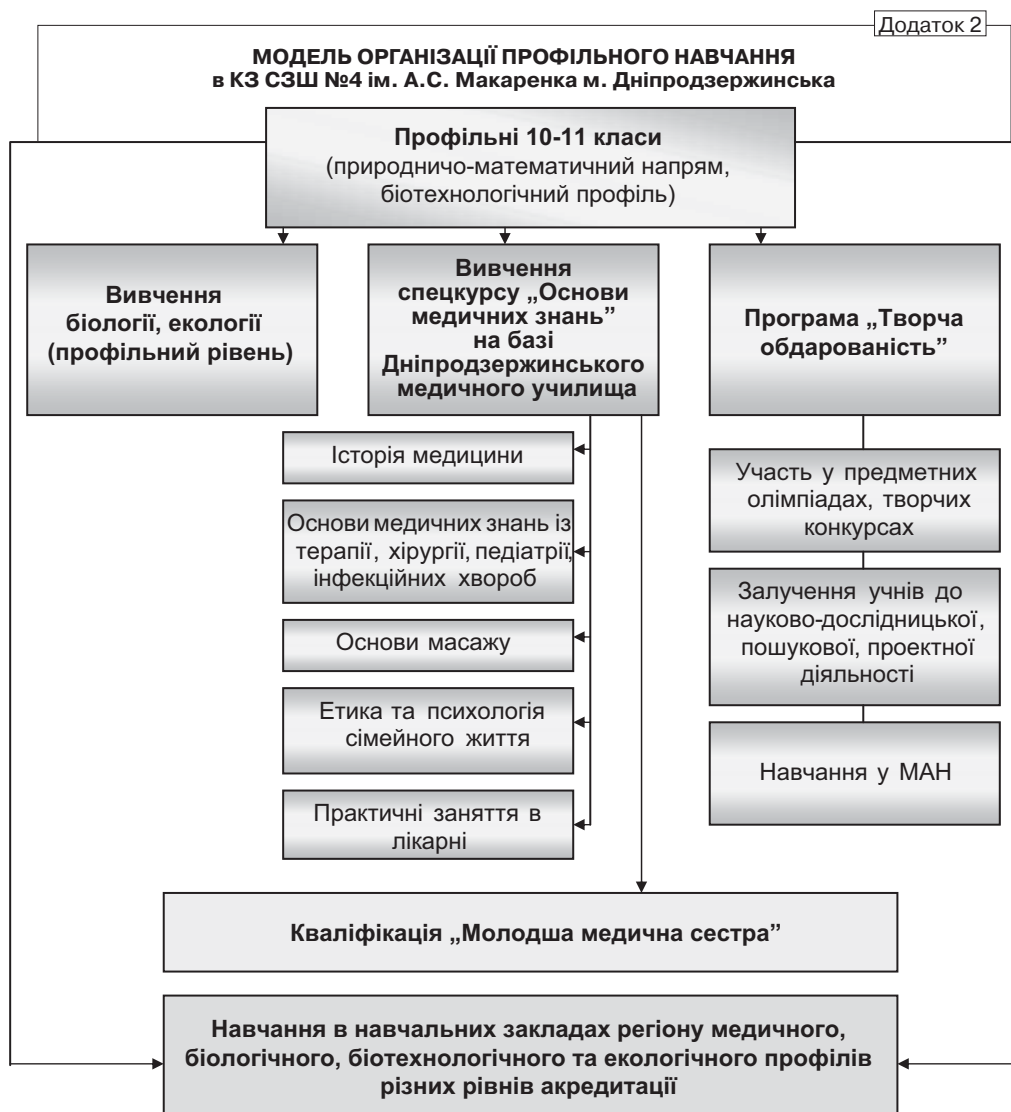 Додаток 2
МОДЕЛЬ ОРГАНІЗАЦІЇ ПРОФІЛЬНОГО НАВЧАННЯ
в КЗ СЗШ №4 ім. А.С. Макаренка м. Дніпродзержинська
Профільні 10-11 класи
(природничо-математичний напрям,
біотехнологічний профіль)
Вивчення
біології, екології
(профільний рівень)
Вивчення
спецкурсу „Основи
медичних знань”
на базі
Дніпродзержинського
медичного училища
Програма „Творча
обдарованість”
Історія медицини
Основи медичних знань із
терапії, хірургії, педіатрії,
інфекційних хвороб
Основи масажу
Етика та психологія
сімейного життя
Практичні заняття в
лікарні
Участь у предметних
олімпіадах, творчих
конкурсах
Залучення учнів до
науково-дослідницької,
пошукової, проектної
діяльності
Навчання у МАН
Кваліфікація „Молодша медична сестра”
Навчання в навчальних закладах регіону медичного,
біологічного, біотехнологічного та екологічного профілів
різних рівнів акредитації